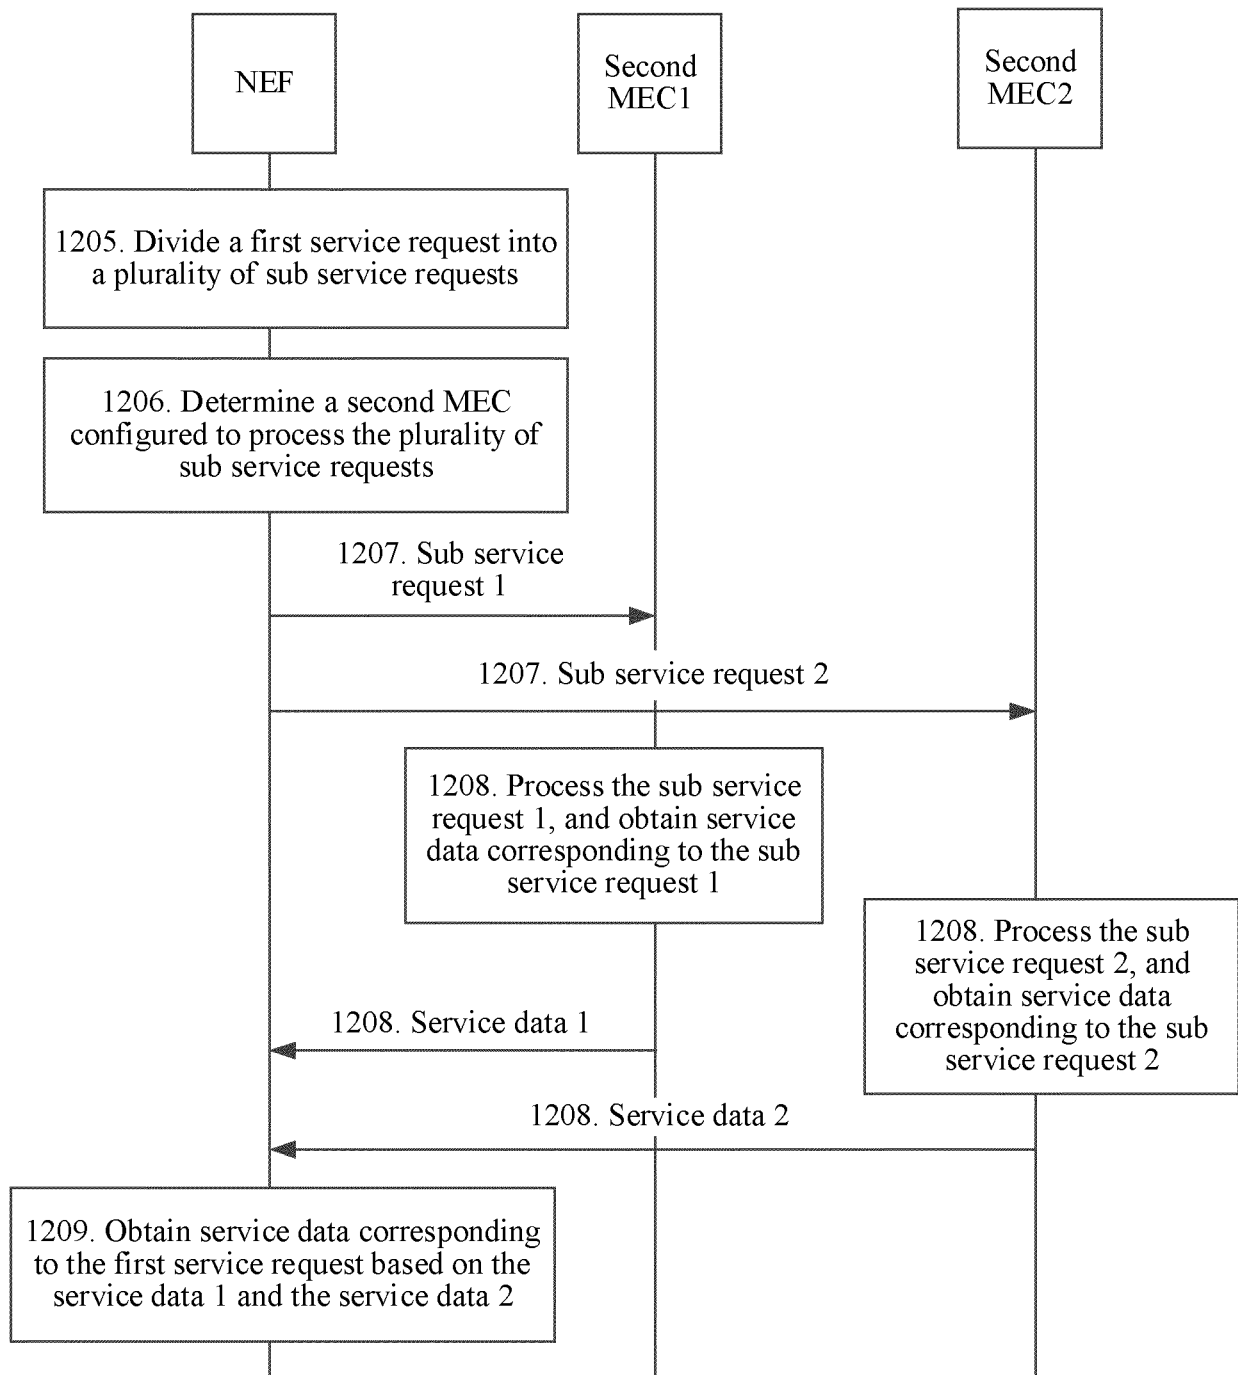 NEF
Second
MEC1
Second
MEC2
1205. Divide a first service request into
a plurality of sub service requests
1206. Determine a second MEC
configured to process the plurality of
sub service requests
1207. Sub service
request 1
1207. Sub service request 2
1208. Process the sub service
request 1, and obtain service
data corresponding to the sub
service request 1
1208. Process the sub
service request 2, and
obtain service data
corresponding to the sub
service request 2
1208. Service data 1
1208. Service data 2
1209. Obtain service data corresponding
to the first service request based on the
service data 1 and the service data 2